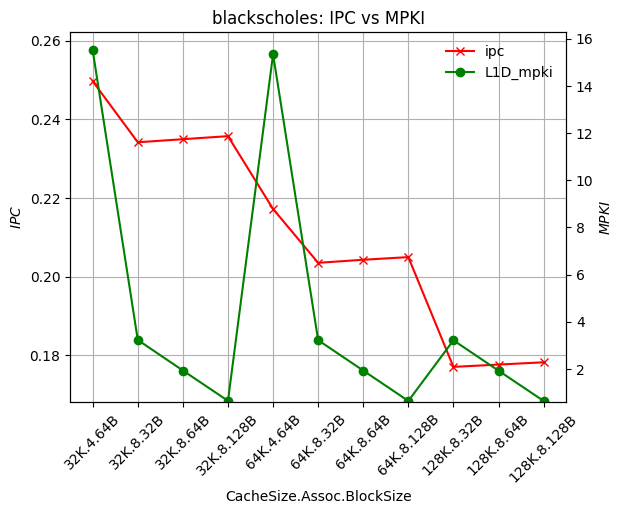 blackscholes: IPC vs MPKI
ipc
L1D_mpki
0.26
0.24
0.22
0.20
0.18
IPC
16
14
12
10
8
6
4
2
MPKI
32K.4.64B
32K.8.32B
32K.8.64B
32K.8.128B
64K.4.64B
64K.8.32B
64K.8.64B
64K.8.128B
128K.8.32B
128K.8.64B
128K.8.128B
CacheSize.Assoc.BlockSize